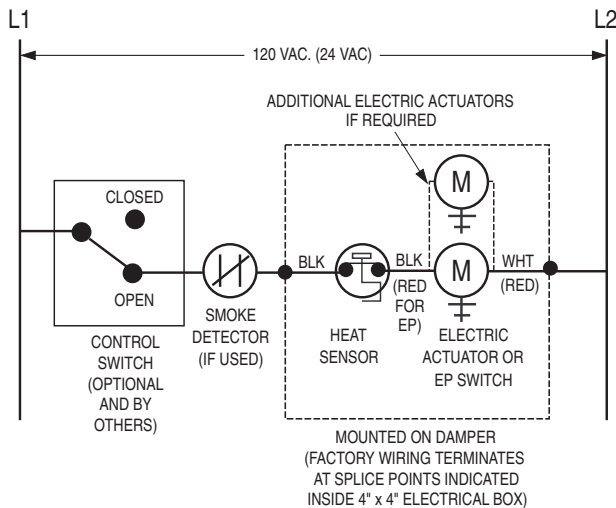 L1
L2
120 VAC. (24 VAC)
ADDITIONAL ELECTRIC ACTUATORS
IF REQUIRED
M
CLOSED
OPEN
CONTROL
SWITCH
(OPTIONAL
AND BY
OTHERS)
SMOKE
DETECTOR
(IF USED)
BLK
HEAT
SENSOR
BLK
(RED
FOR
EP)
M
WHT
(RED)
ELECTRIC
ACTUATOR OR
EP SWITCH
MOUNTED ON DAMPER
(FACTORY WIRING TERMINATES
AT SPLICE POINTS INDICATED
INSIDE 4" x 4" ELECTRICAL BOX)